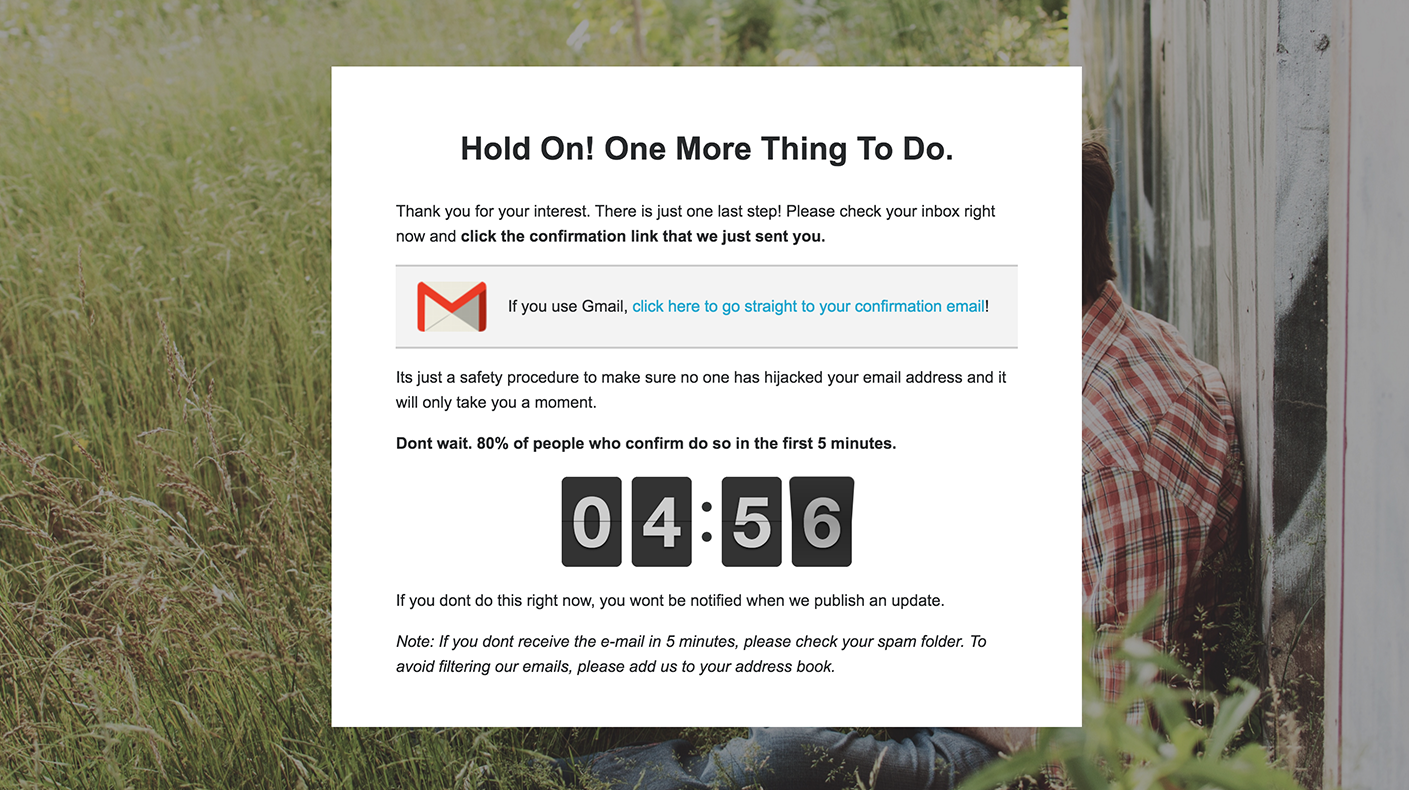 Hold On! One More Thing To Do.
Thank you for your interest. There is just one last step! Please check your inbox right
now and click the confirmation link that we just sent you.
If you use Gmail, click here to go straight to your confirmation email!
Its just a safety procedure to make sure no one has hijacked your email address and it
will only take you a moment.
Dont wait. 80% of people who confirm do so in the first 5 minutes.
04:56
If you dont do this right now, you wont be notified when we publish an update.
Note: If you dont receive the e-mail in 5 minutes, please check your spam folder. To
avoid filtering our emails, please add us to your address book.